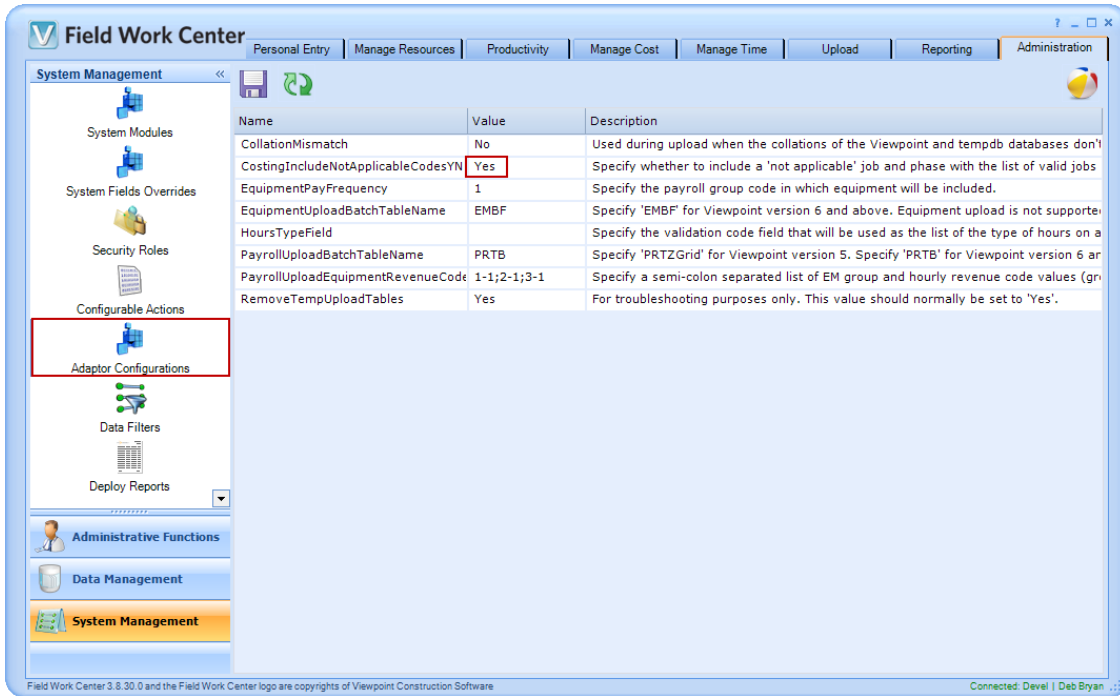 Field Work Center
Personal Entry
Manage Resources
Productivity
Manage Cost
Manage Time
Upload
Reporting
Administration
System Management
System Modules
System Fields Overrides
Security Roles
Configurable Actions
Adaptor Configurations
Data Filters
Deploy Reports
Administrative Functions
Data Management
System Management
Name Value Description
CollationMismatch No Used during upload when the collations of the Viewpoint and tempdb databases don't
CostingIncludeNotApplicableCodesYN Yes Specify whether to include a 'not applicable' job and phase with the list of valid jobs
EquipmentPayFrequency 1 Specify the payroll group code in which equipment will be included.
EquipmentUploadBatchTableName EMBF Specify 'EMBF' for Viewpoint version 6 and above. Equipment upload is not supporte
HoursTypeField Specify the validation code field that will be used as the list of the type of hours on a
PayrollUploadBatchTableName PRTB Specify 'PRTZGrid' for Viewpoint version 5. Specify 'PRTB' for Viewpoint version 6 ar
PayrollUploadEquipmentRevenueCode 1-1;2-1;3-1 Specify a semi-colon separated list of EM group and hourly revenue code values (gr
RemoveTempUploadTables Yes For troubleshooting purposes only. This value should normally be set to 'Yes'.
Field Work Center 3.8.30.0 and the Field Work Center logo are copyrights of Viewpoint Construction Software
Connected: Devel | Deb Bryan